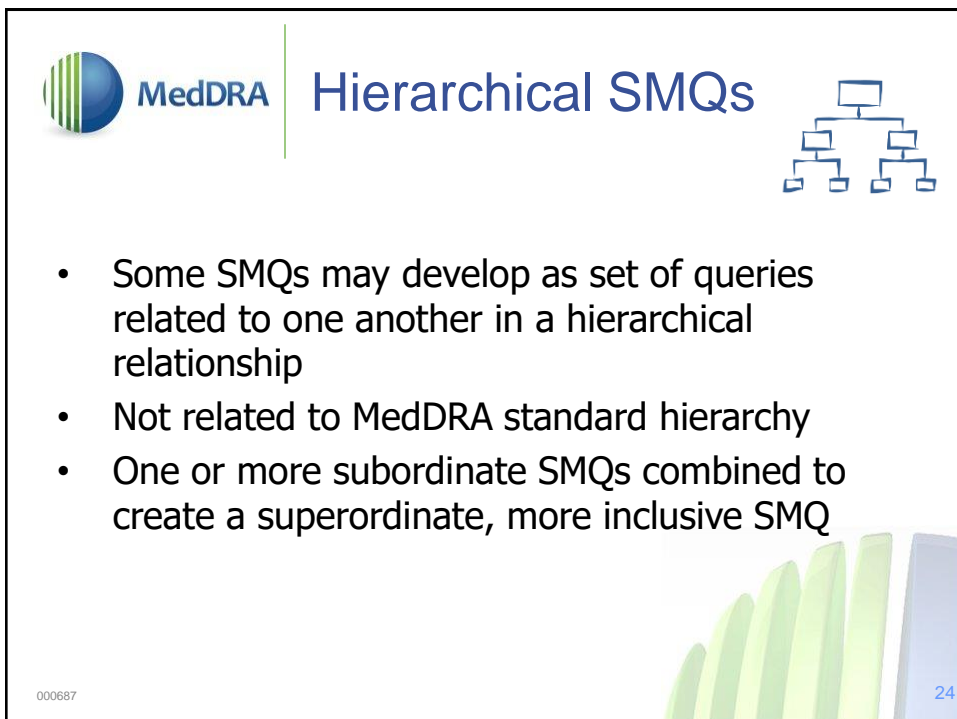 MedDRA
Hierarchical SMQs
• Some SMQs may develop as set of queries
related to one another in a hierarchical
relationship
• Not related to MedDRA standard hierarchy
• One or more subordinate SMQs combined to
create a superordinate, more inclusive SMQ
000687
24